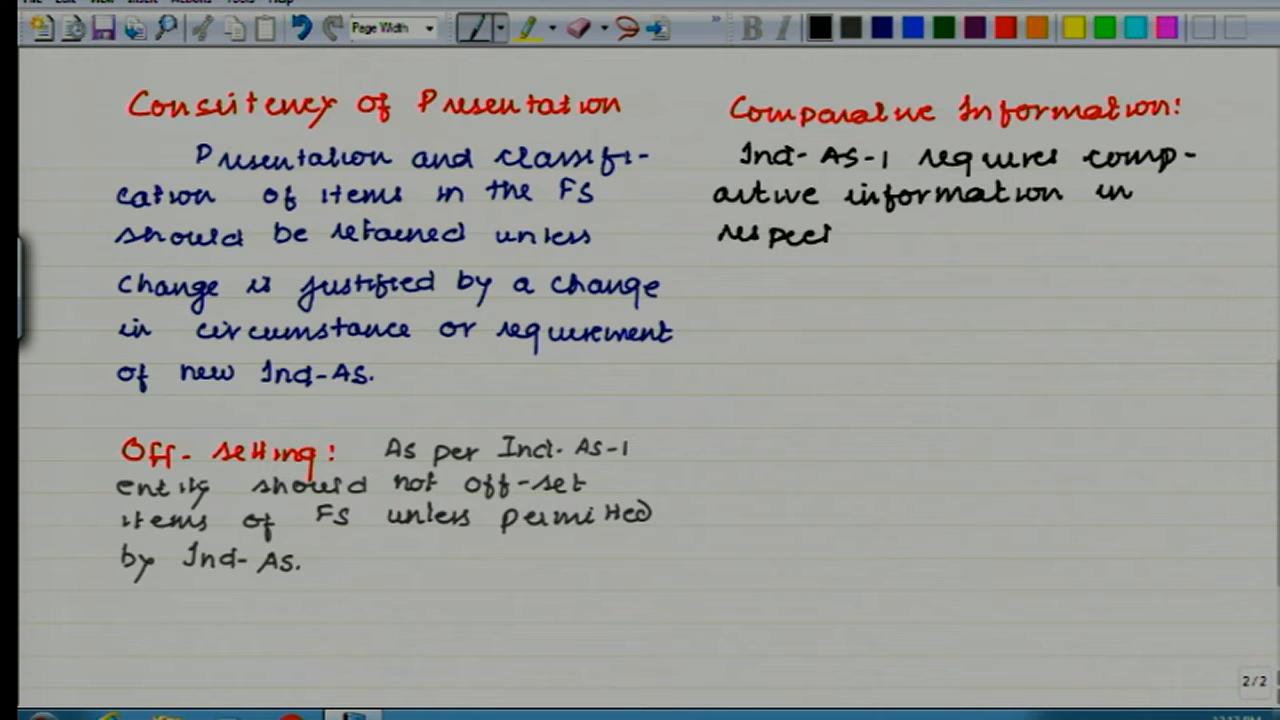 Page Width
Consitency of Presentation
Presentation and classifi-
cation of items in the FS
should be retained unless
change is justified by a change
in circumstance or requirement
of new Ind-AS.
Off-setting: As per Ind-AS-1
entity should not off-set
items of FS unless permitted
by Ind-AS.
Comparative Information:
Ind-AS-1 requires comp-
artive information in
respect
2/2